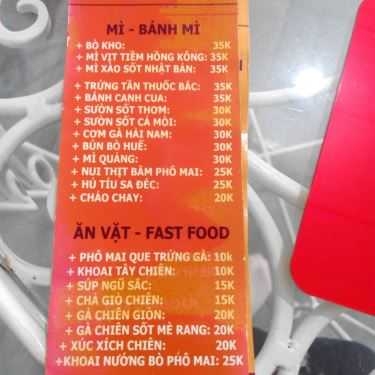 MÌ - BÁNH MÌ
+ BÒ KHO: 35K
+ MÌ VỊT TIỀM HỒNG KÔNG: 35K
+ MÌ XÀO SỐT NHẬT BẢN: 35K
+ TRỨNG TẦN THUỐC BẮC: 35K
+ BÁNH CANH CUA: 35K
+ SƯỜN SỐT THƠM: 30K
+ SƯỜN SỐT CÁ MÒI: 30K
+ CƠM GÀ HẢI NAM: 30K
+ BÚN BÒ HUẾ: 30K
+ MÌ QUẢNG: 30K
+ NUI THỊT BẰM PHÔ MAI: 25K
+ HỦ TÍU SA ĐÉC: 25K
+ CHÁO CHAY: 20K
ĂN VẶT - FAST FOOD
+ PHÔ MAI QUE TRỨNG GÀ: 10k
+ KHOAI TÂY CHIÊN: 10k
+ SÚP NGŨ SẮC: 15K
+ CHẢ GIÒ CHIÊN: 15K
+ GÀ CHIÊN GIÒN: 20K
+ GÀ CHIÊN SỐT MÈ RANG: 20K
+ XÚC XÍCH CHIÊN: 20K
+KHOAI NƯỚNG BÒ PHÔ MAI: 25K